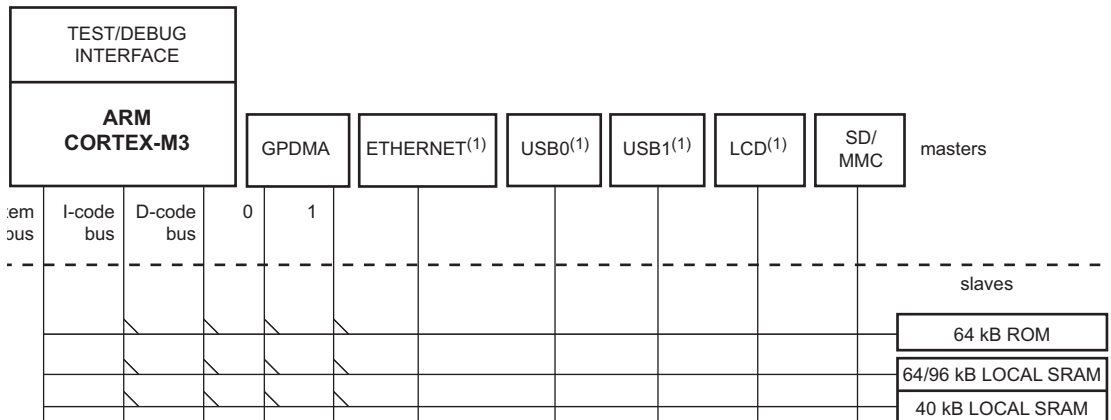 TEST/DEBUG
INTERFACE
ARM
CORTEX-M3
GPDMA
ETHERNET(1)
USB0(1)
USB1(1)
LCD(1)
SD/
MMC
masters
I-code
bus
D-code
bus
0
1
slaves
64 kB ROM
64/96 kB LOCAL SRAM
40 kB LOCAL SRAM